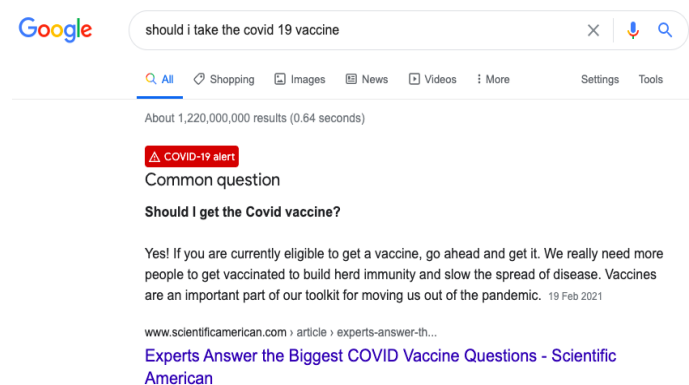 Google
should i take the covid 19 vaccine
All Shopping Images News Videos More Settings Tools
About 1,220,000,000 results (0.64 seconds)
COVID-19 alert
Common question
Should I get the Covid vaccine?
Yes! If you are currently eligible to get a vaccine, go ahead and get it. We really need more
people to get vaccinated to build herd immunity and slow the spread of disease. Vaccines
are an important part of our toolkit for moving us out of the pandemic. 19 Feb 2021
www.scientificamerican.com › article › experts-answer-th...
Experts Answer the Biggest COVID Vaccine Questions - Scientific
American